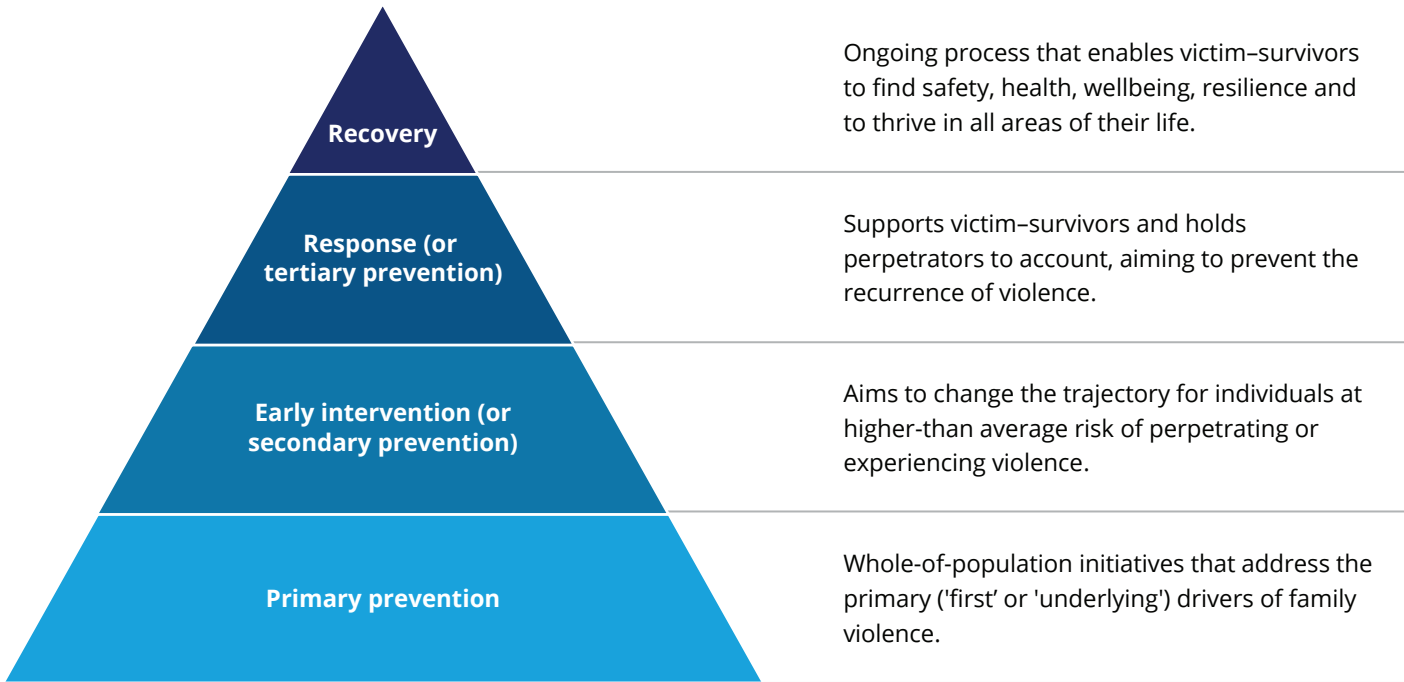 Recovery
Ongoing process that enables victim–survivors
to find safety, health, wellbeing, resilience and
to thrive in all areas of their life.
Response (or
tertiary prevention)
Supports victim–survivors and holds
perpetrators to account, aiming to prevent the
recurrence of violence.
Early intervention (or
secondary prevention)
Aims to change the trajectory for individuals at
higher-than average risk of perpetrating or
experiencing violence.
Primary prevention
Whole-of-population initiatives that address the
primary ('first’ or 'underlying') drivers of family
violence.